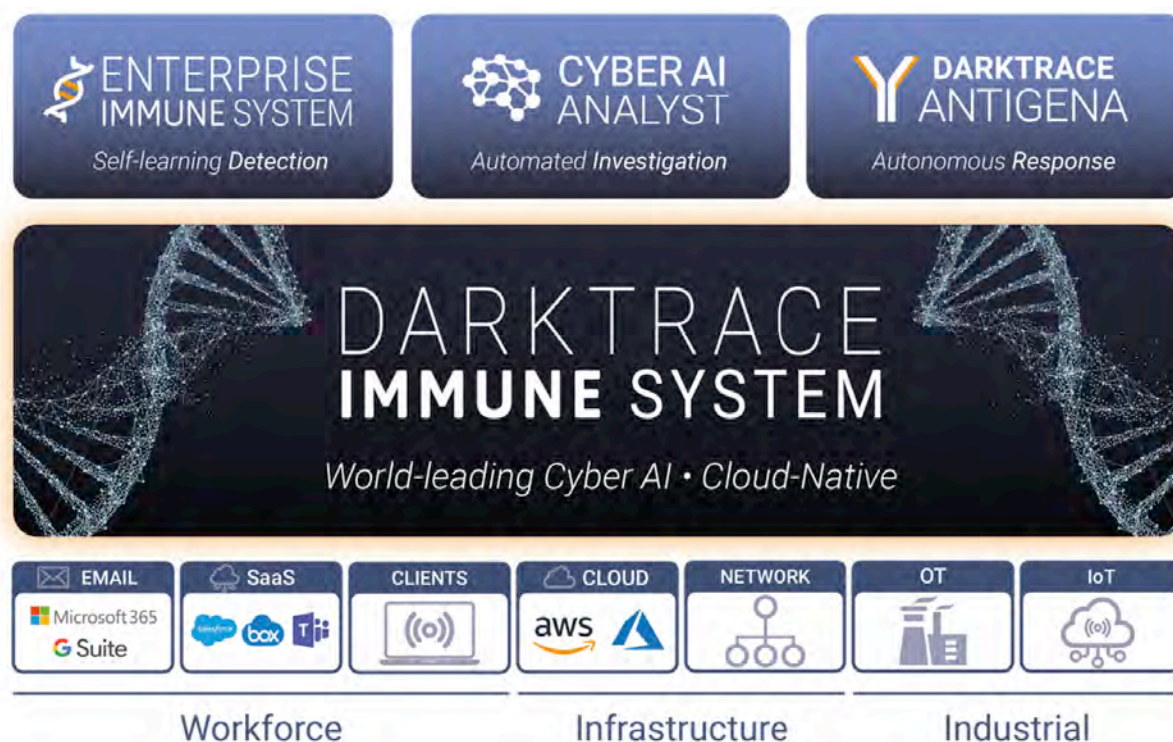 ENTERPRISE
IMMUNE SYSTEM
Self-learning Detection
CYBER AI
ANALYST
Automated Investigation
DARKTRACE
ANTIGENA
Autonomous Response
DARKTRACE
IMMUNE SYSTEM
World-leading Cyber AI • Cloud-Native
EMAIL
Microsoft 365
G Suite
SaaS
salesforce
box
T
CLIENTS
CLOUD
aws
NETWORK
OT
IoT
Workforce
Infrastructure
Industrial